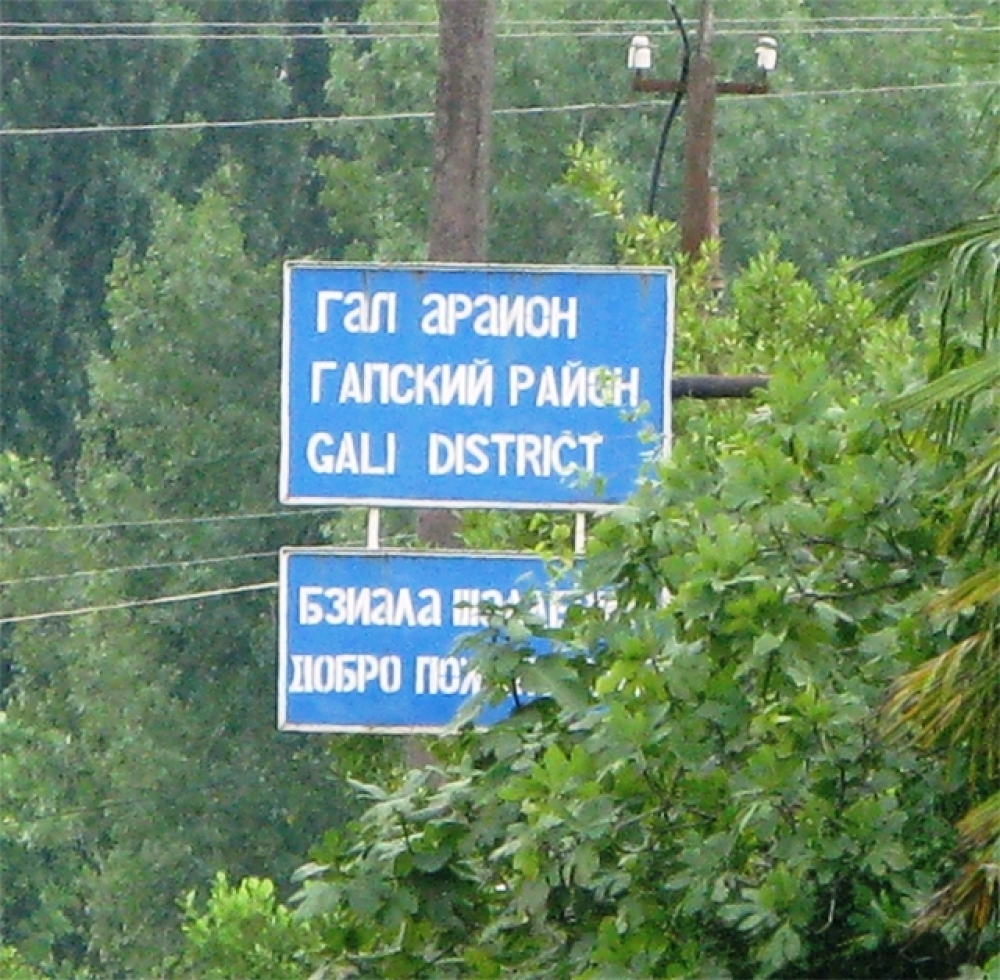 Гал араион
ГАЛСКИЙ РАЙОН
GALI DISTRICT
БЗИАЛА
ДОБРО